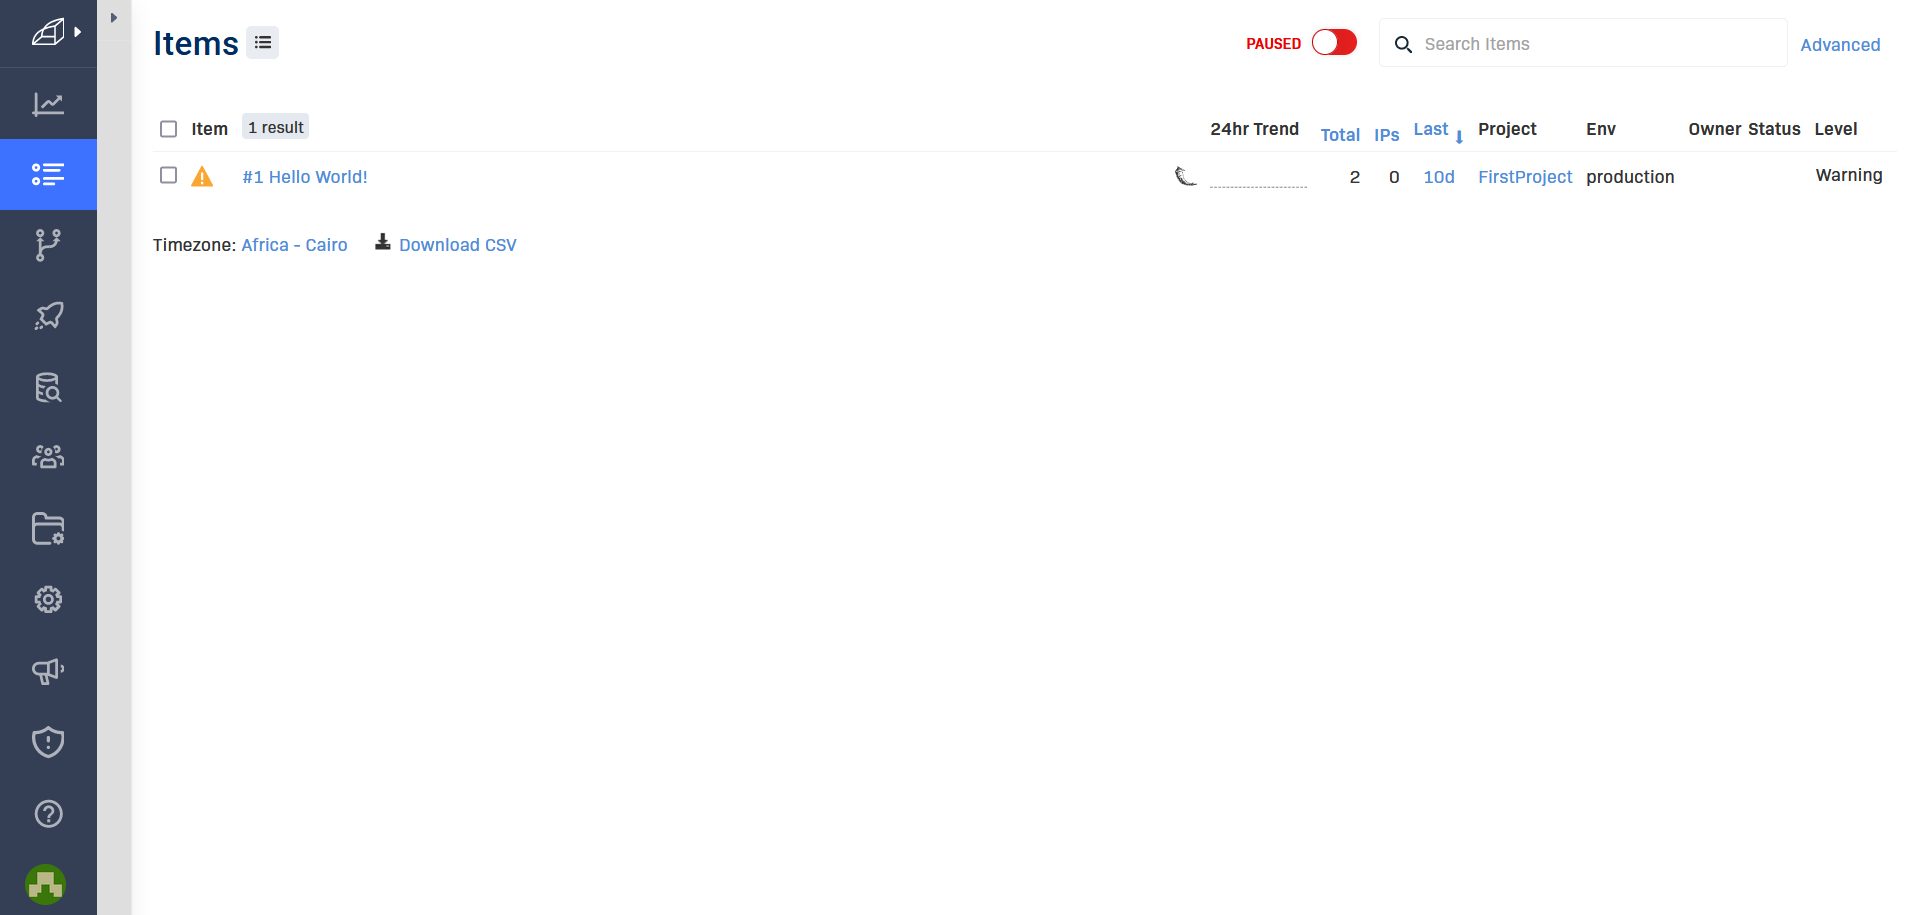 Items
PAUSED
Search Items
Advanced
Item 1 result 24hr Trend Total IPs Last Project Env Owner Status Level
#1 Hello World! 2 0 10d FirstProject production Warning
Timezone: Africa - Cairo Download CSV